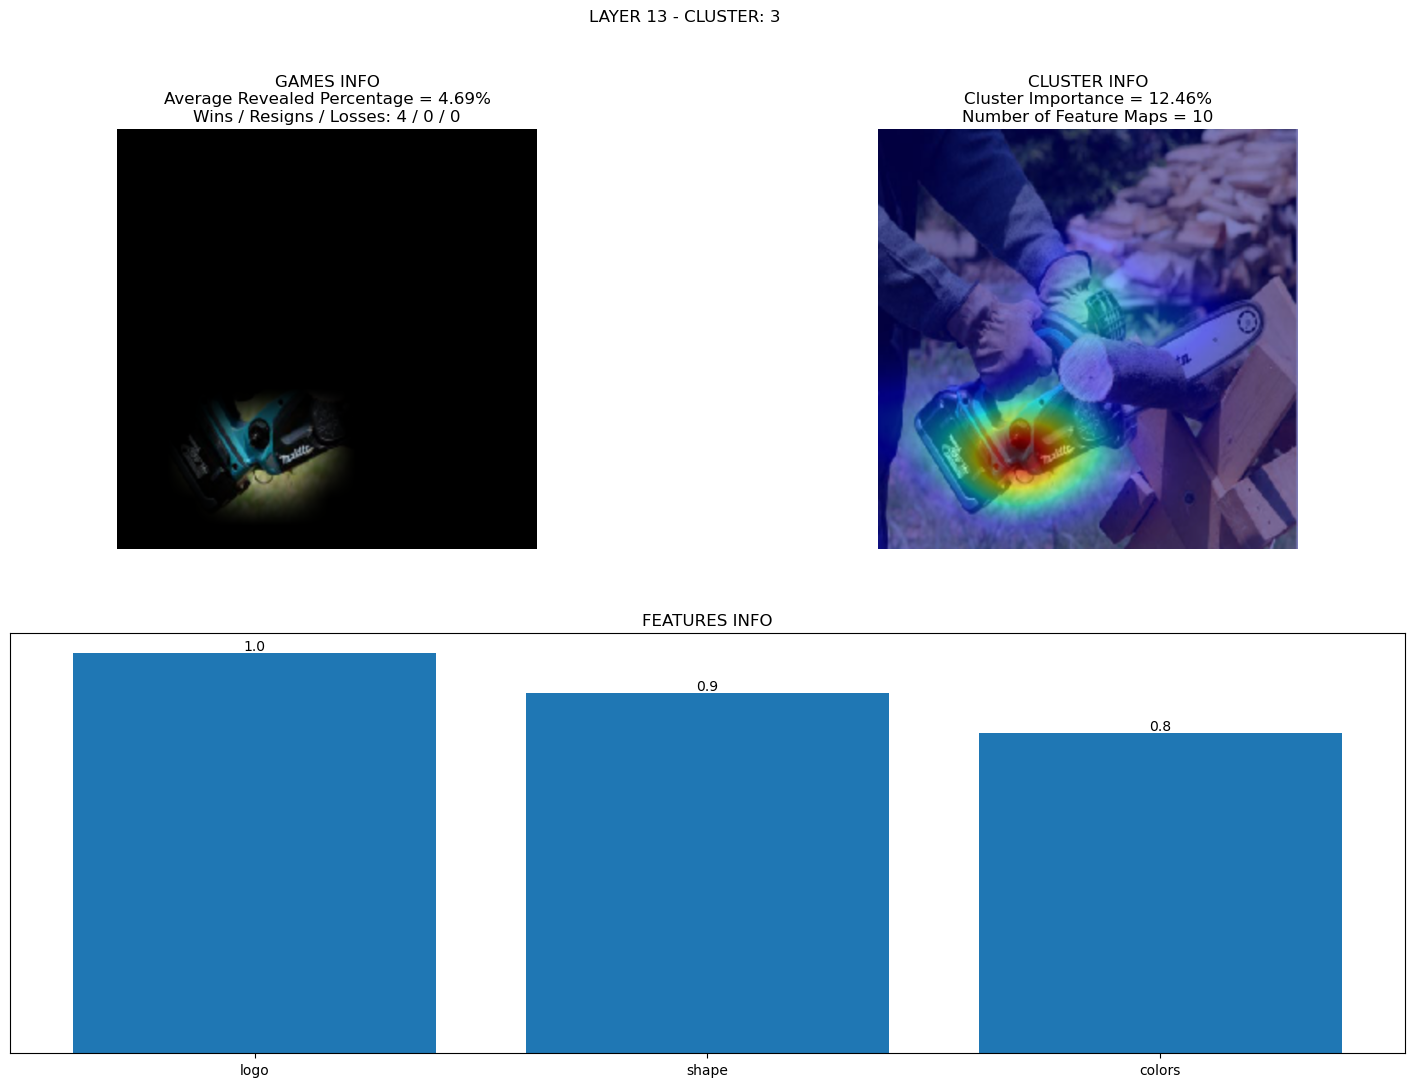 LAYER 13 - CLUSTER: 3
GAMES INFO
Average Revealed Percentage = 4.69%
Wins / Resigns / Losses: 4 / 0 / 0
CLUSTER INFO
Cluster Importance = 12.46%
Number of Feature Maps = 10
makita
makita
FEATURES INFO
1.0
0.9
0.8
logo
shape
colors